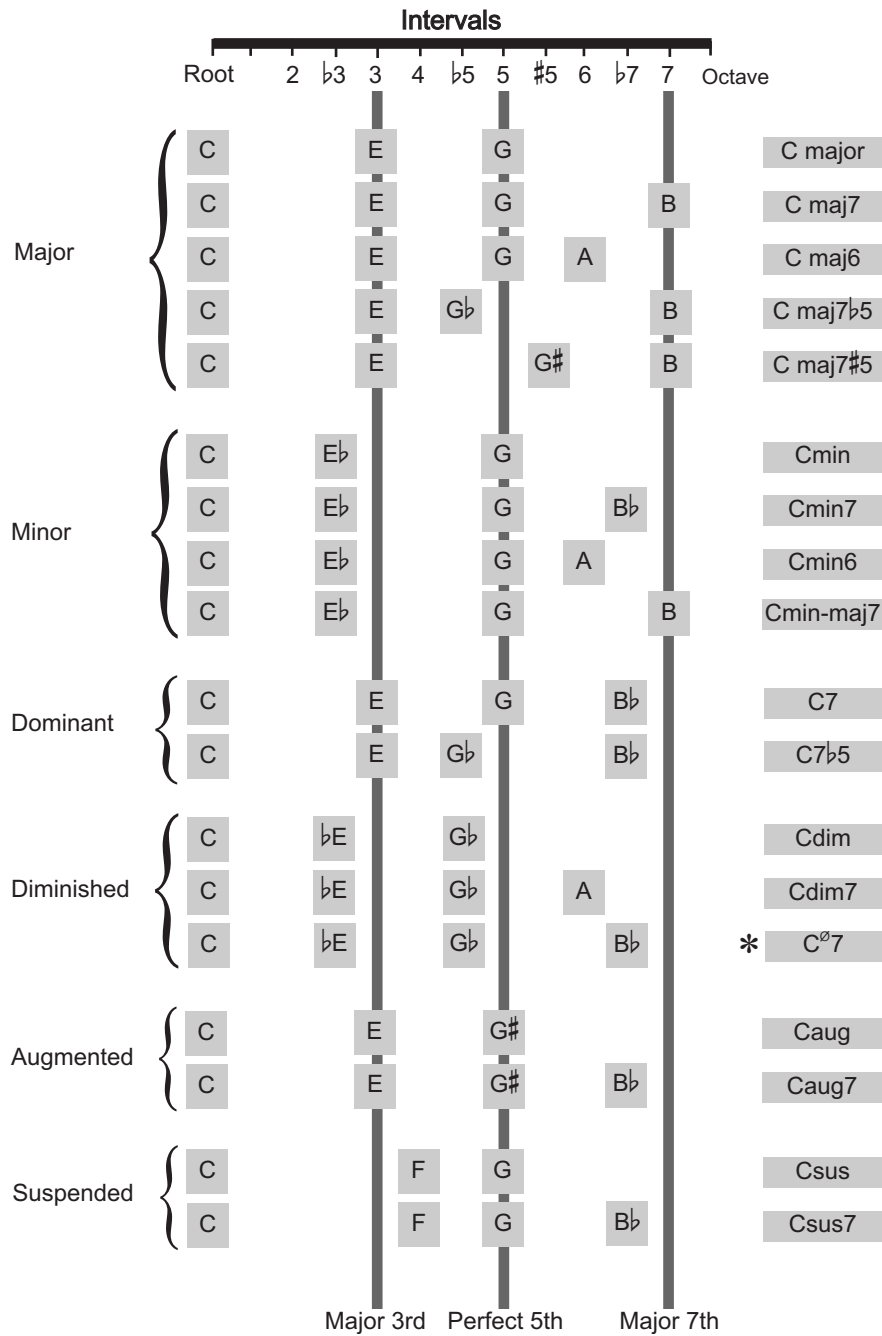 Intervals
Root 2 ♭3 3 4 ♭5 5 ♯5 6 ♭7 7 Octave
C E G C major
C E G B C maj7
Major
C E G A C maj6
C E G♭ B C maj7♭5
C E G♯ B C maj7♯5
C E♭ G Cmin
C E♭ G B♭ Cmin7
Minor
C E♭ G A Cmin6
C E♭ G B Cmin-maj7
C E G B♭ C7
Dominant
C E G♭ B♭ C7♭5
C ♭E G♭ Cdim
Diminished
C ♭E G♭ A Cdim7
C ♭E G♭ B♭ * Cø7
C E G♯ Caug
Augmented
C E G♯ B♭ Caug7
C F G Csus
Suspended
C F G B♭ Csus7
Major 3rd Perfect 5th Major 7th